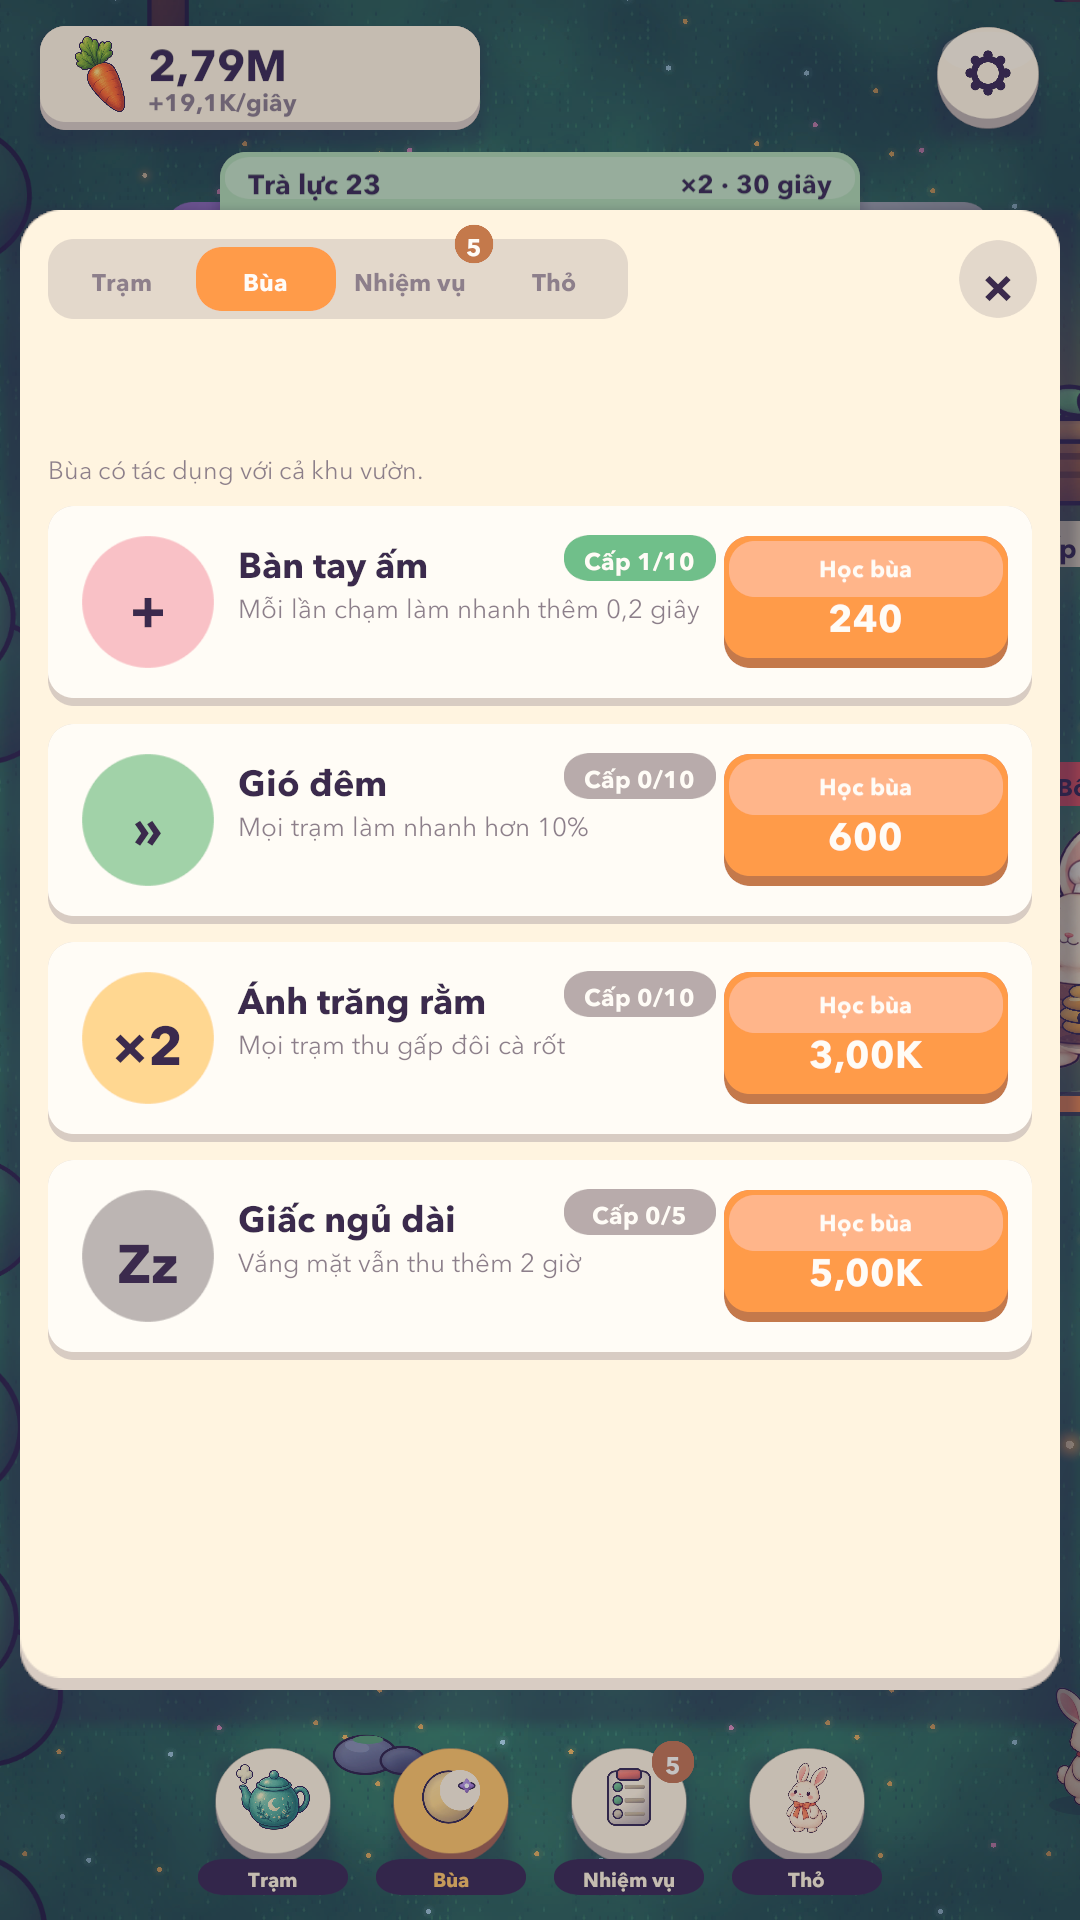 2,79M
+19,1K/giây
Trà lực 23
×2 · 30 giây
Trạm
Bùa
Nhiệm vụ
5
Thỏ
×
Bùa có tác dụng với cả khu vườn.
+
Bàn tay ấm
Cấp 1/10
Mỗi lần chạm làm nhanh thêm 0,2 giây
Học bùa
240
»
Gió đêm
Cấp 0/10
Mọi trạm làm nhanh hơn 10%
Học bùa
600
×2
Ánh trăng rằm
Cấp 0/10
Mọi trạm thu gấp đôi cà rốt
Học bùa
3,00K
Zz
Giấc ngủ dài
Cấp 0/5
Vắng mặt vẫn thu thêm 2 giờ
Học bùa
5,00K
5
Trạm
Bùa
Nhiệm vụ
Thỏ